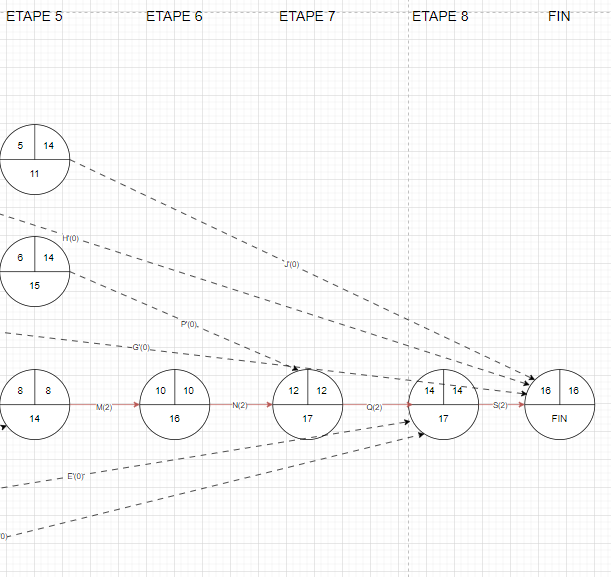 ETAPE 5 ETAPE 6 ETAPE 7 ETAPE 8 FIN
5 14
11
H'(0)
J'(0)
6 14
15
P'(0)
G'(0)
8 8
14
M(2)
10 10
16
N(2)
12 12
17
Q(2)
14 14
17
S(2)
16 16
FIN
E'(0)
0)